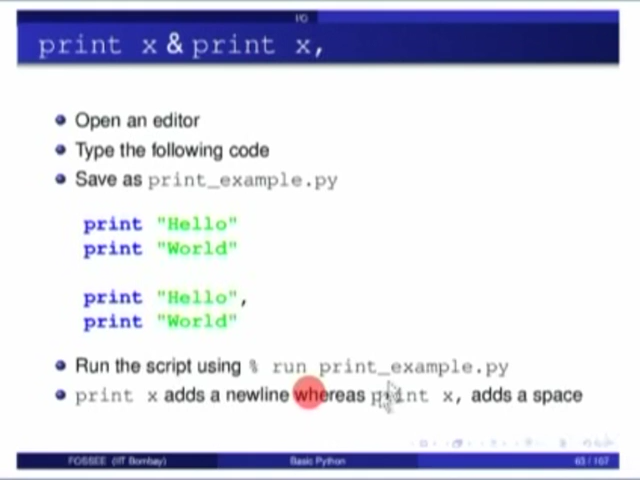 I/O
print x & print x,
Open an editor
Type the following code
Save as print_example.py
print "Hello"
print "World"
print "Hello",
print "World"
Run the script using % run print_example.py
print x adds a newline whereas print x, adds a space
FOSSEE (IIT Bombay)
Basic Python
63 / 167